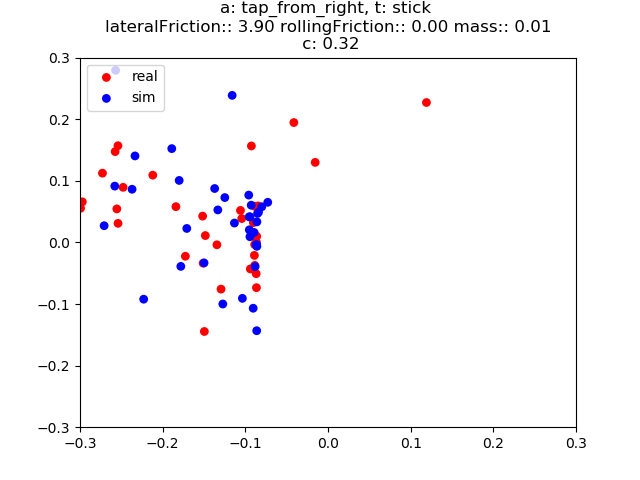 a: tap_from_right, t: stick
lateralFriction:: 3.90 rollingFriction:: 0.00 mass:: 0.01
c: 0.32
real
sim
0.3
0.2
0.1
0.0
−0.1
−0.2
−0.3
−0.3 −0.2 −0.1 0.0 0.1 0.2 0.3